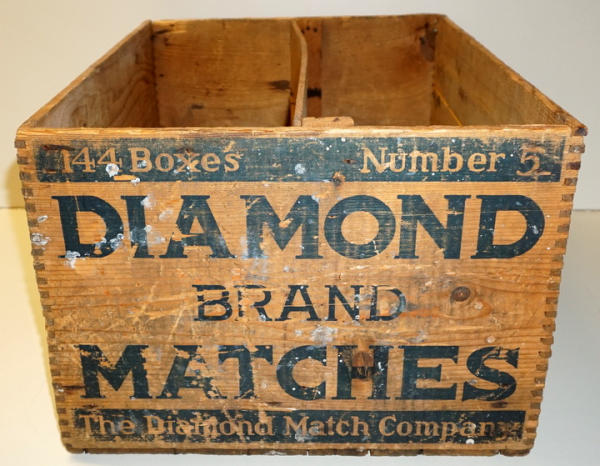 144 Boxes Number 5
DIAMOND
BRAND
MATCHES
The Diamond Match Company